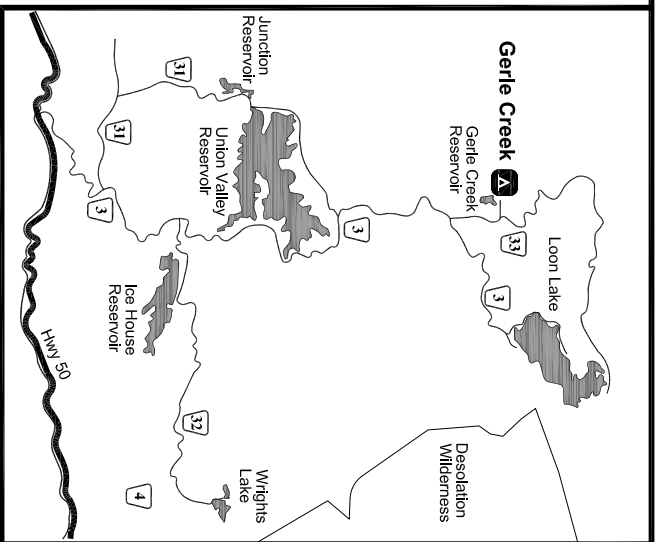 Gerle Creek
Gerle Creek
Reservoir
33
Loon Lake
3
3
Desolation
Wilderness
Junction
Reservoir
31
Union Valley
Reservoir
31
3
Ice House
Reservoir
32
Wrights
Lake
4
Hwy 50